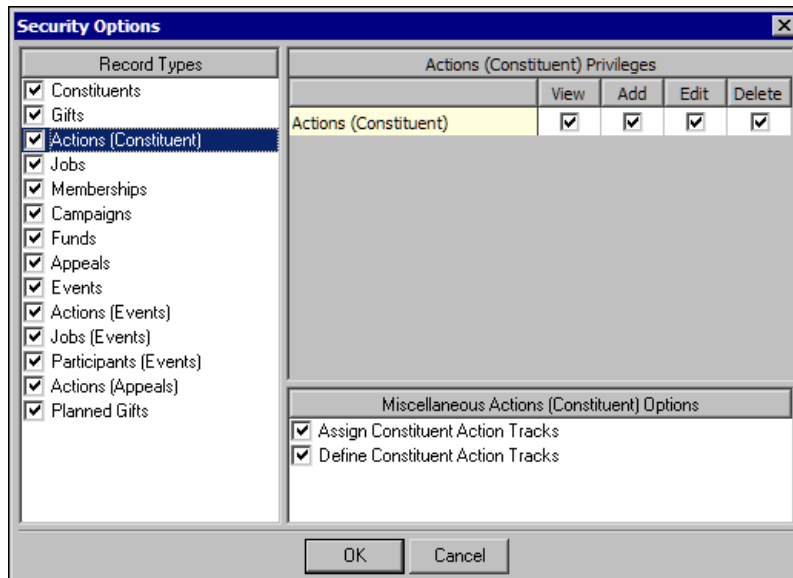 Security Options
Record Types
Constituents
Gifts
Actions (Constituent)
Jobs
Memberships
Campaigns
Funds
Appeals
Events
Actions (Events)
Jobs (Events)
Participants (Events)
Actions (Appeals)
Planned Gifts
Actions (Constituent) Privileges
View Add Edit Delete
Actions (Constituent)
Miscellaneous Actions (Constituent) Options
Assign Constituent Action Tracks
Define Constituent Action Tracks
OK Cancel